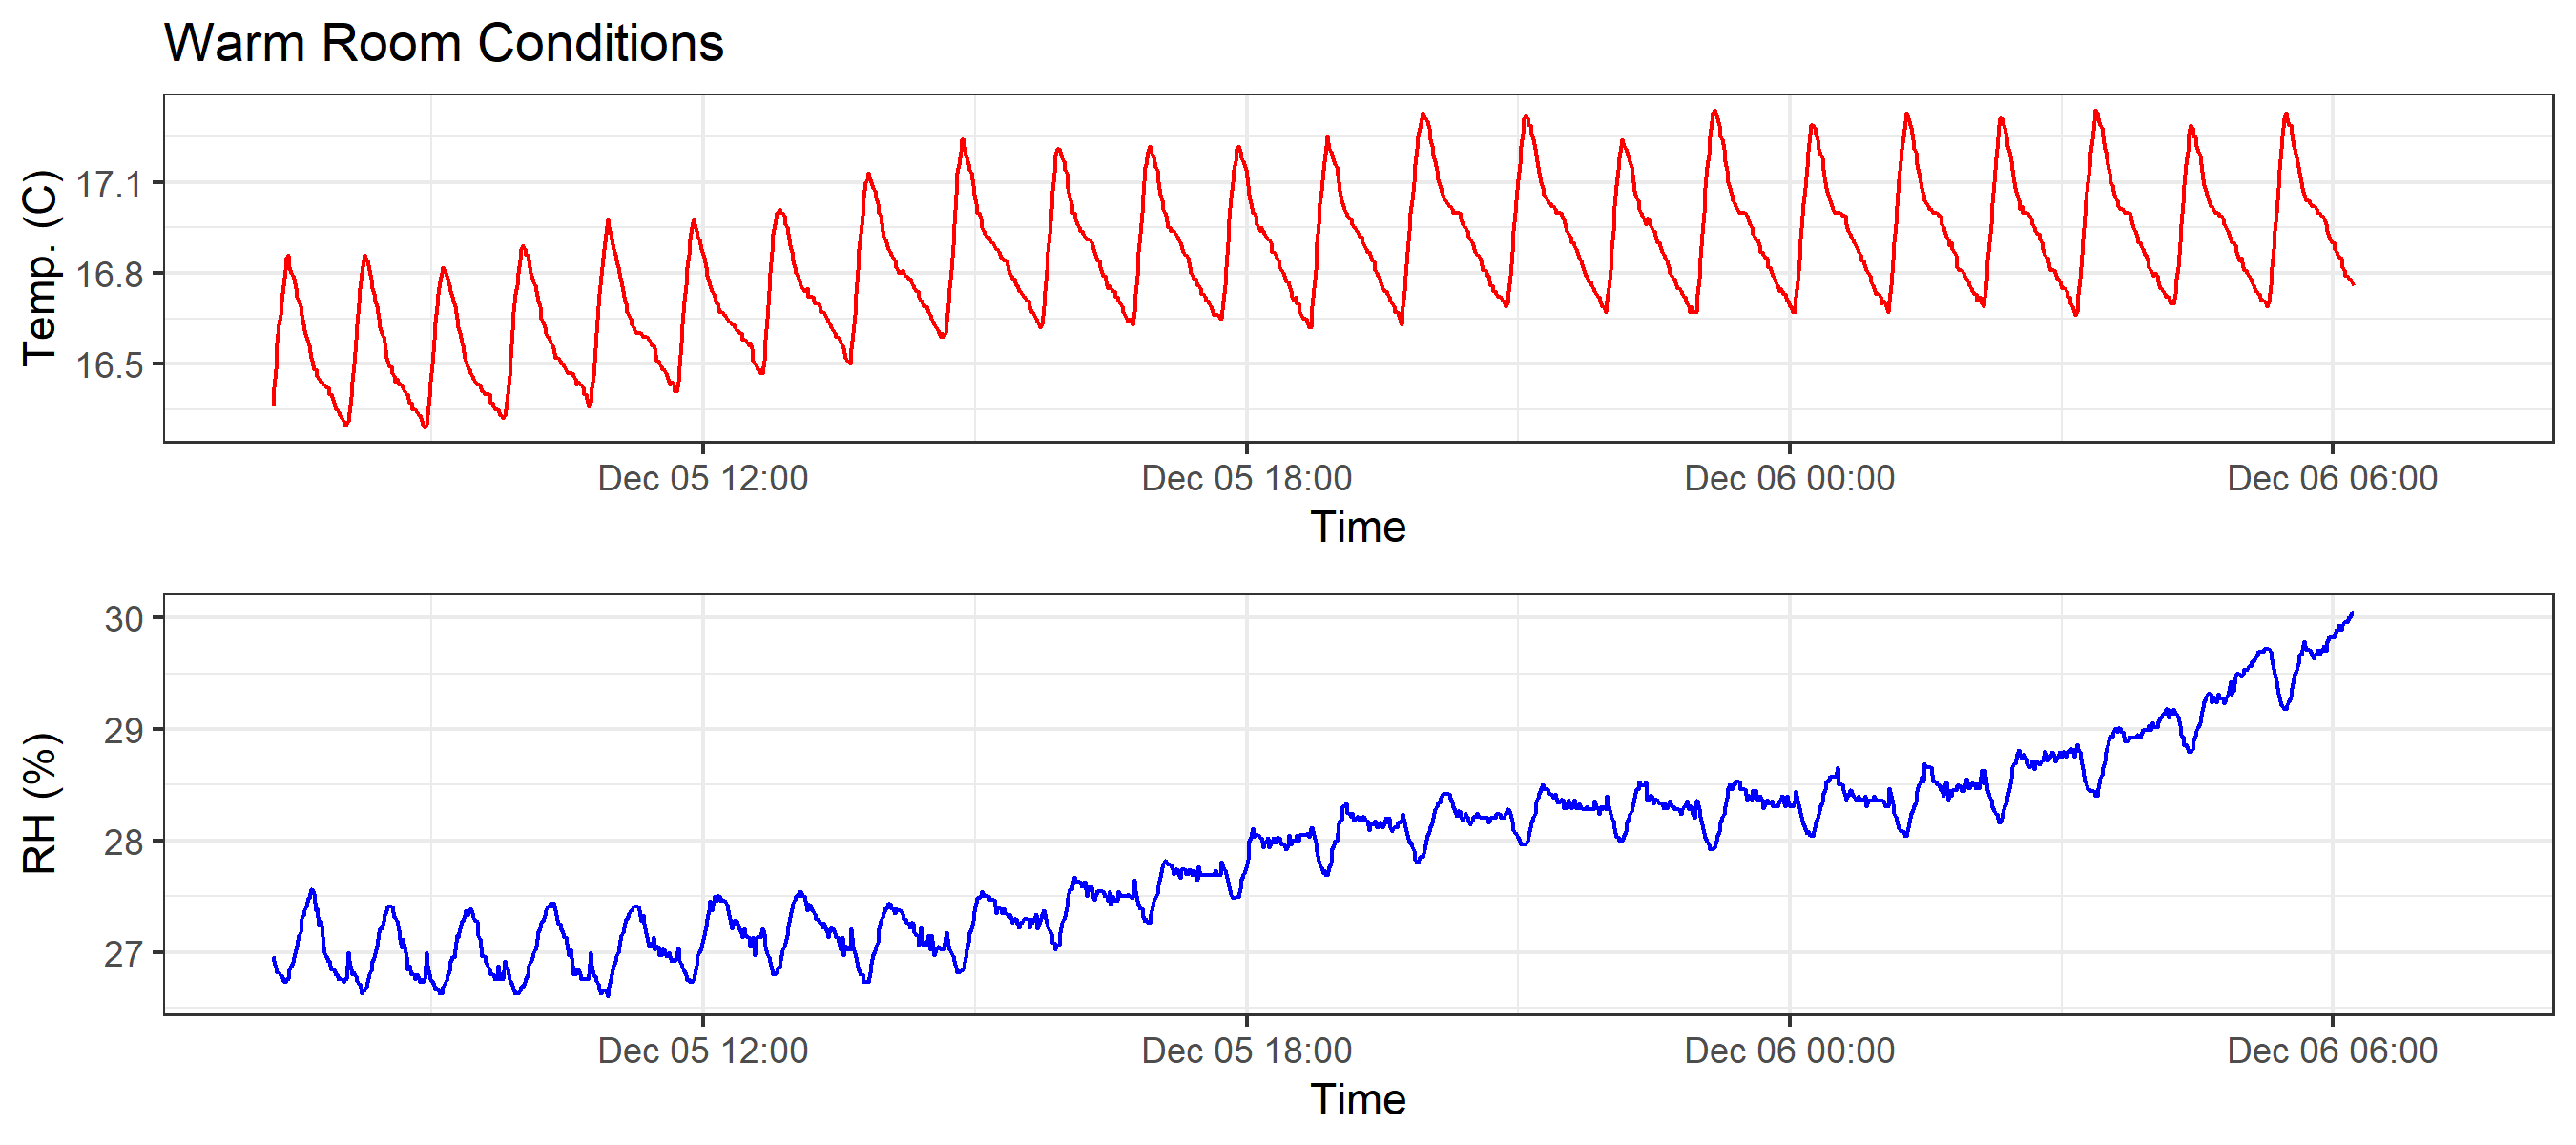 Warm Room Conditions
Temp. (C)
17.1
16.8
16.5
Dec 05 12:00 Dec 05 18:00 Dec 06 00:00 Dec 06 06:00
Time
RH (%)
30
29
28
27
Dec 05 12:00 Dec 05 18:00 Dec 06 00:00 Dec 06 06:00
Time